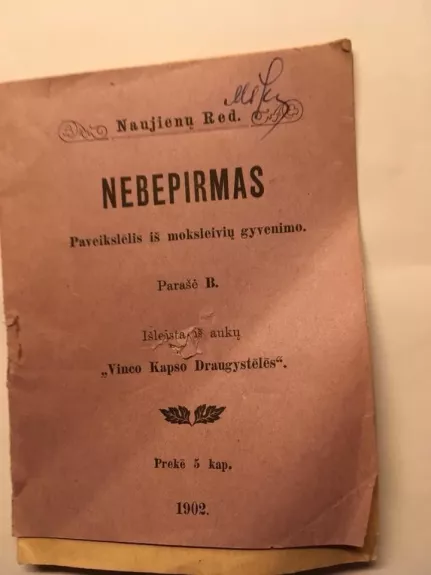 Naujienų Red.
NEBEPIRMAS
Paveikslėlis iš moksleivių gyvenimo.
Parašė B.
Išleista iš aukų
„Vinco Kapso Draugystėlės“.
Prekė 5 kap.
1902.